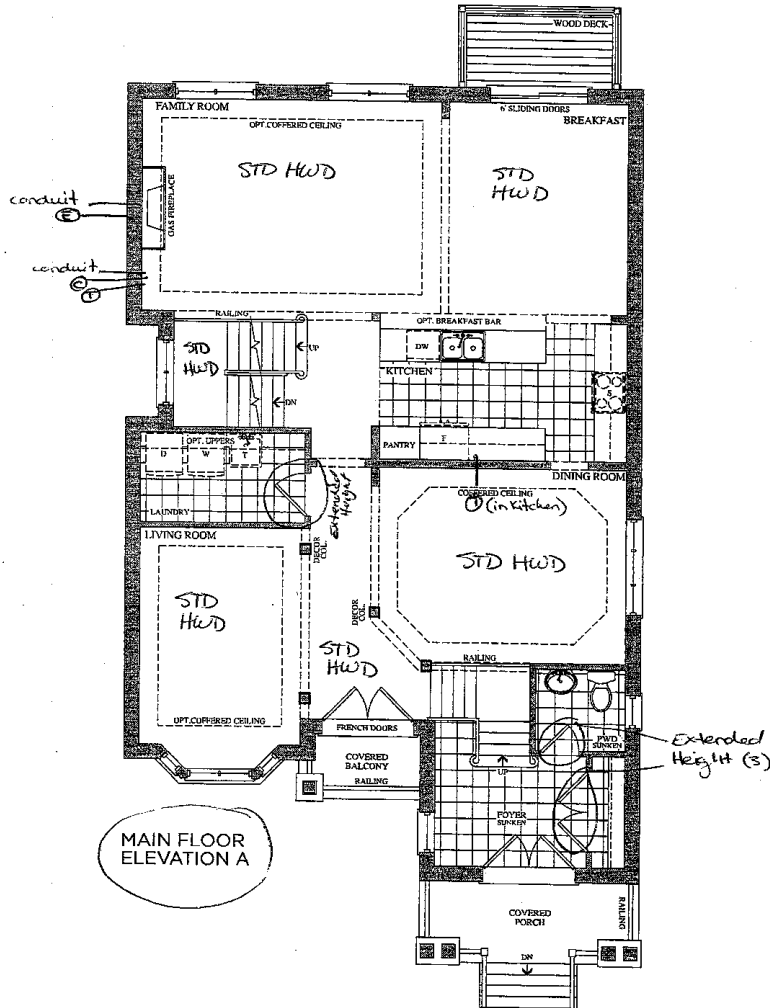 WOOD DECK
FAMILY ROOM
6' SLIDING DOORS
OPT.COFFERED CEILING
BREAKFAST
STD HWD
STD
HWD
conduit
E
GAS FIREPLACE
conduit
C
T
RAILING
OPT. BREAKFAST BAR
STD
HWD
UP
DW
KITCHEN
DN
S
OPT. UPPERS
D
W
T
PANTRY
F
DINING ROOM
COFFERED CEILING
T (in Kitchen)
LAUNDRY
Extended
Height
LIVING ROOM
DECOR
COL.
STD HWD
STD
HWD
DECOR
COL.
STD
HWD
RAILING
OPT.COFFERED CEILING
FRENCH DOORS
PWD
SUNKEN
Extended
Height (3)
COVERED
BALCONY
RAILING
UP
FOYER
SUNKEN
MAIN FLOOR
ELEVATION A
COVERED
PORCH
RAILING
DN